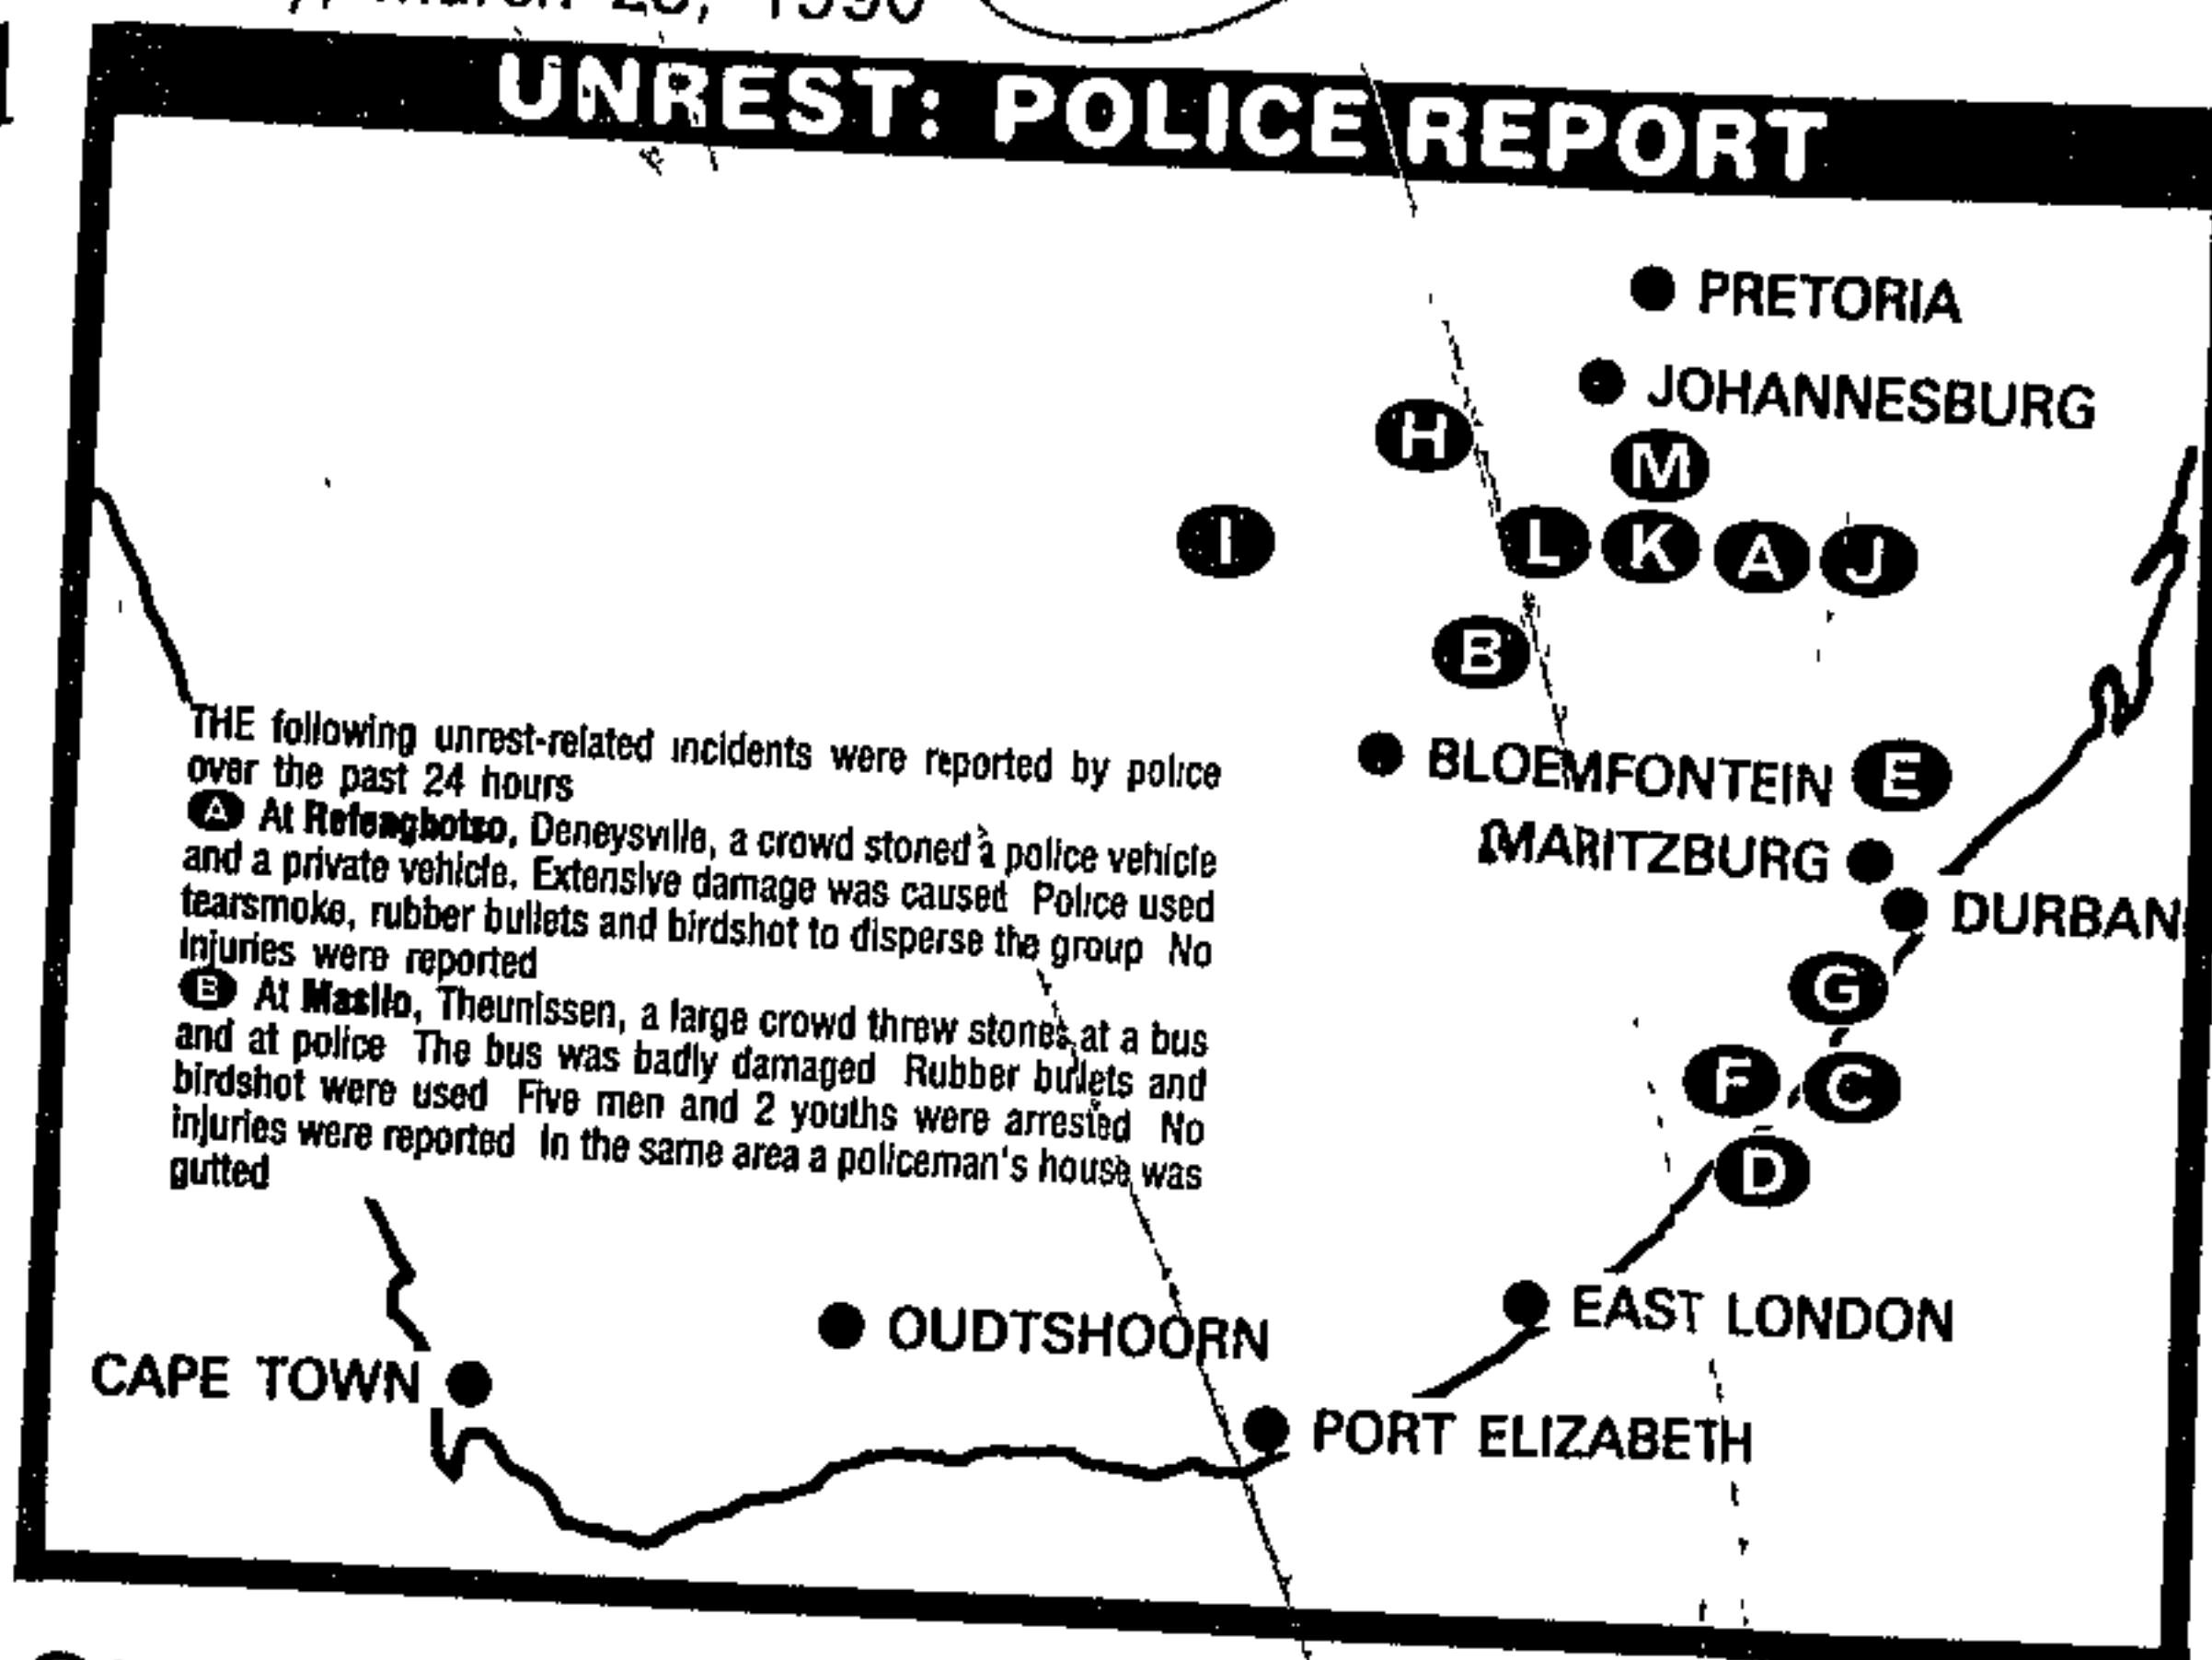 1990
UNREST: POLICE REPORT
PRETORIA
JOHANNESBURG
H
M
I
L K A J
B
THE following unrest-related incidents were reported by police
over the past 24 hours
A At Refengkotso, Deneysville, a crowd stoned a police vehicle
and a private vehicle. Extensive damage was caused Police used
tearsmoke, rubber bullets and birdshot to disperse the group No
injuries were reported
B At Masilo, Theunissen, a large crowd threw stones at a bus
and at police The bus was badly damaged Rubber bullets and
birdshot were used Five men and 2 youths were arrested No
injuries were reported In the same area a policeman's house was
gutted
BLOEMFONTEIN E
MARITZBURG
DURBAN
G
F C
D
EAST LONDON
OUDTSHOORN
CAPE TOWN
PORT ELIZABETH